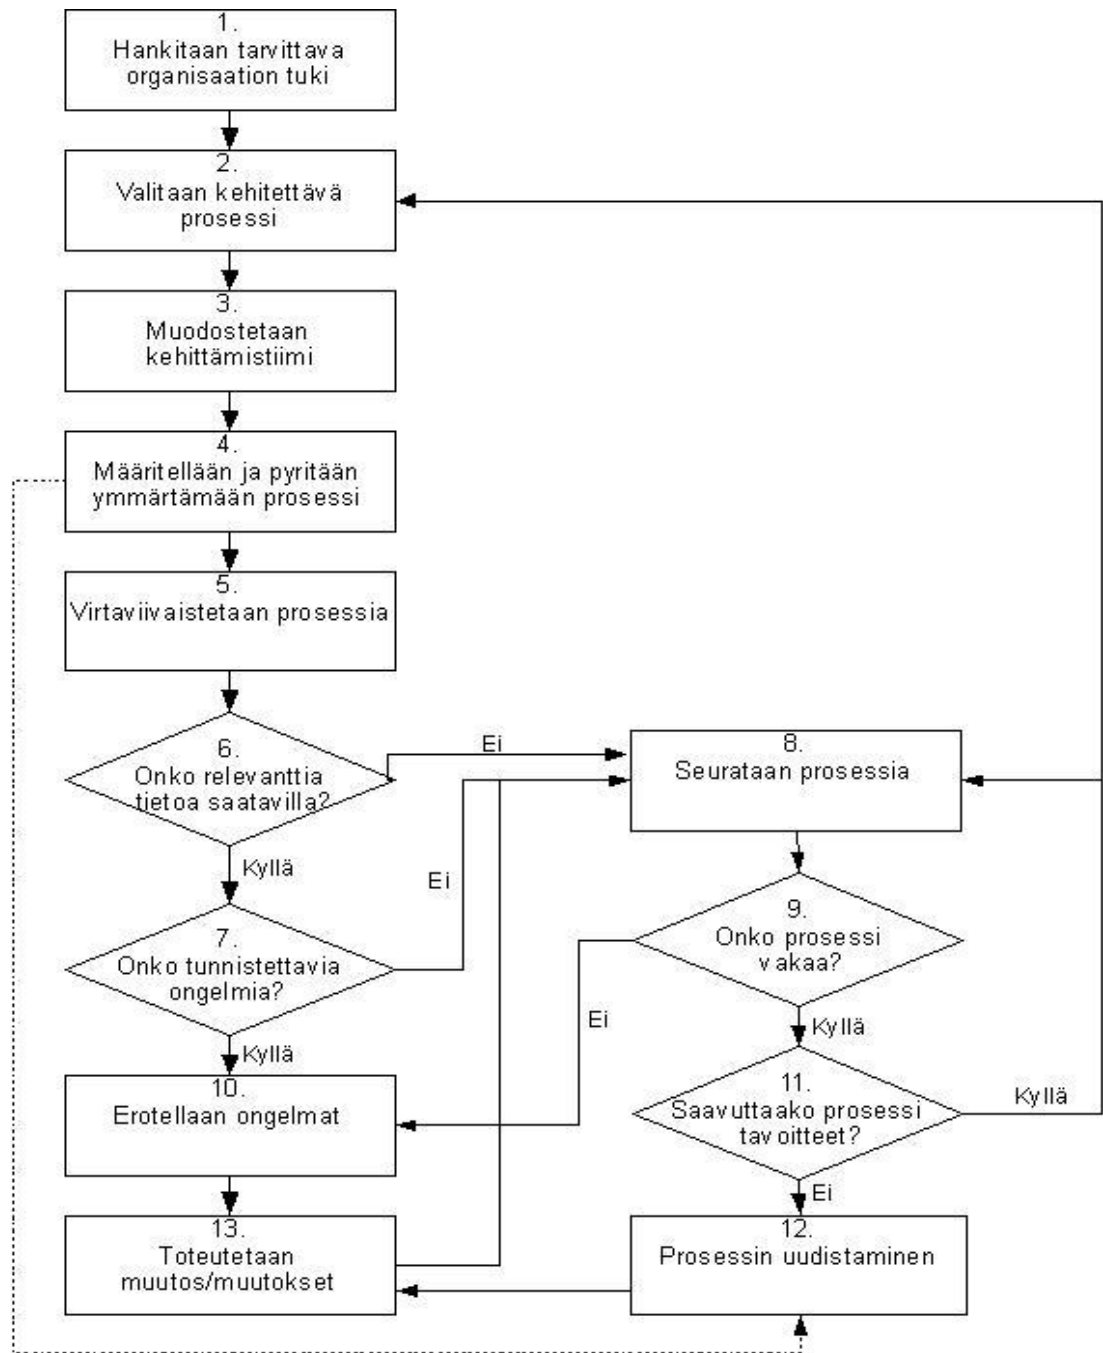 1.
Hankitaan tarvittava
organisaation tuki
2.
Valitaan kehitettävä
prosessi
3.
Muodostetaan
kehittämistiimi
4.
Määritellään ja pyritään
ymmärtämään prosessi
5.
Virtaviivaistetaan prosessia
6.
Onko relevanttia
tietoa saatavilla?
Ei
Kyllä
7.
Onko tunnistettavia
ongelmia?
Ei
Kyllä
8.
Seurataan prosessia
9.
Onko prosessi
vakaa?
Ei
Kyllä
10.
Erotellaan ongelmat
11.
Saavuttaako prosessi
tavoitteet?
Kyllä
Ei
12.
Prosessin uudistaminen
13.
Toteutetaan
muutos/muutokset